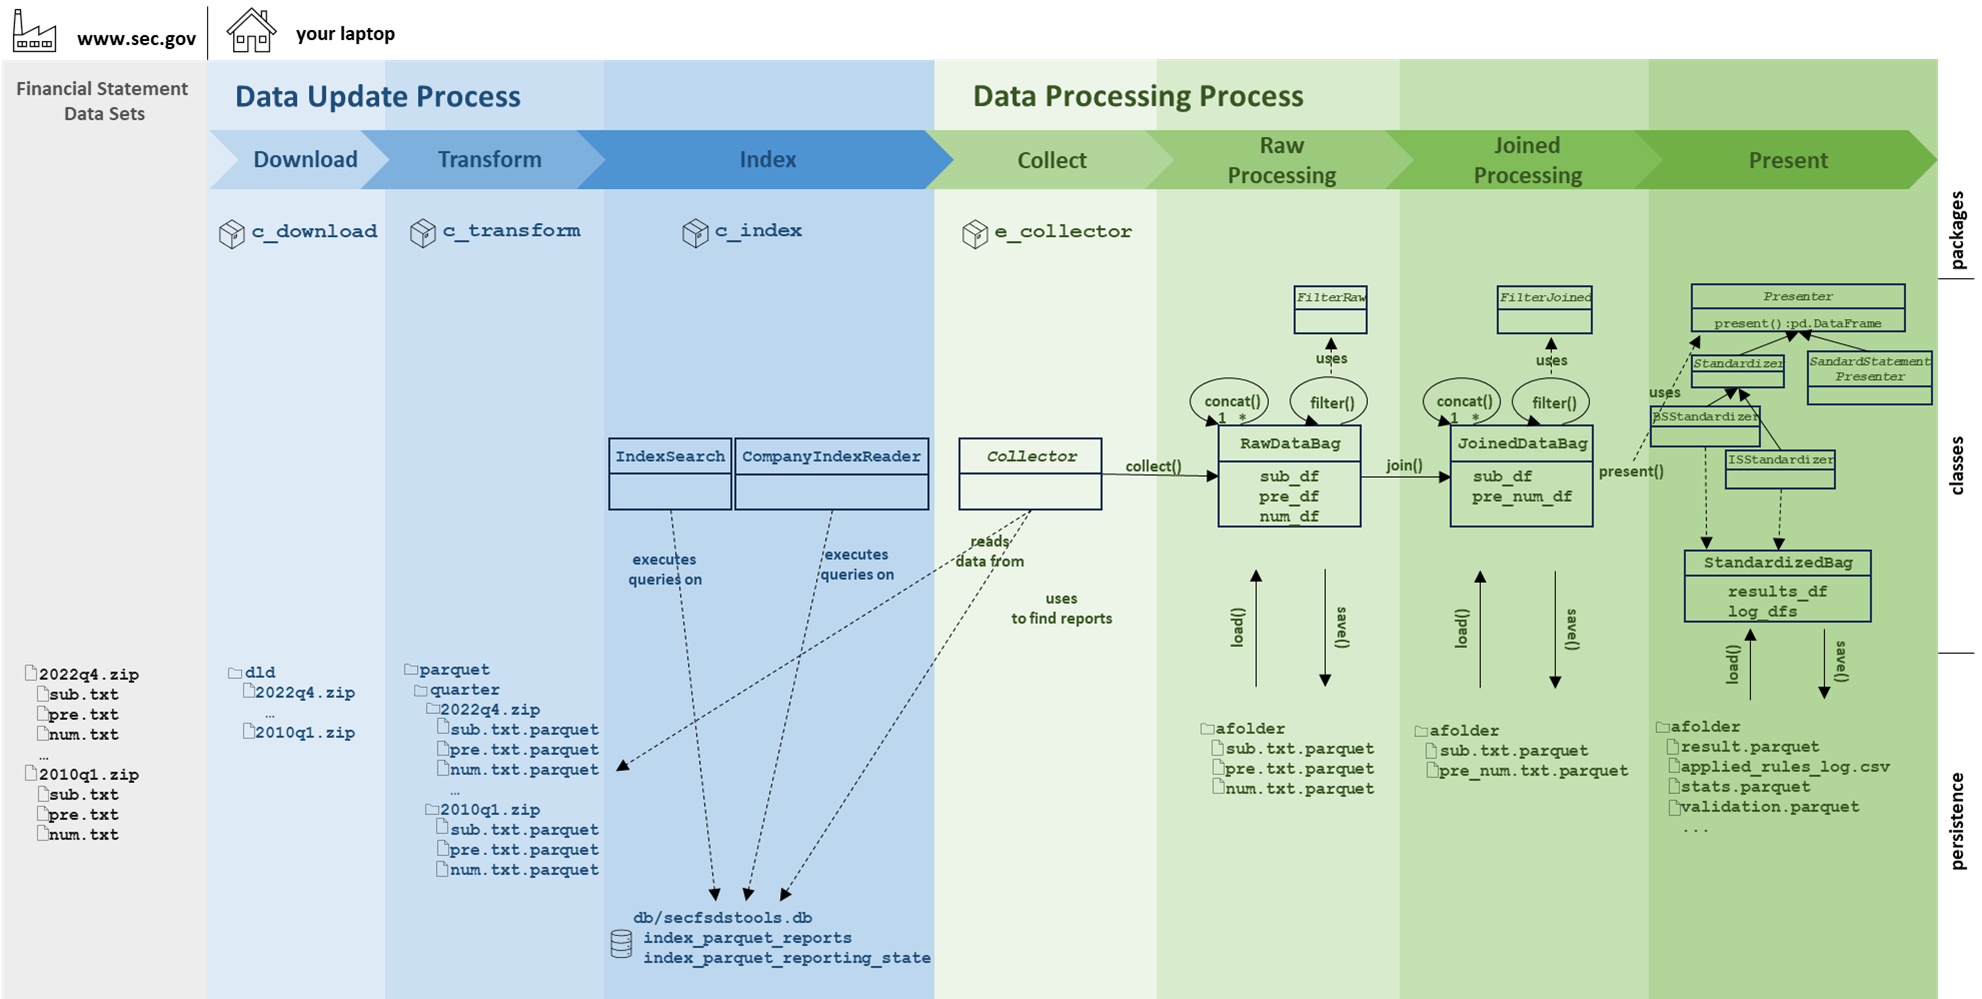 www.sec.gov
your laptop
Financial Statement
Data Sets
Data Update Process
Data Processing Process
Download
Transform
Index
Collect
Raw
Processing
Joined
Processing
Present
c_download
c_transform
c_index
e_collector
packages
classes
persistence
FilterRaw
uses
concat()
1 *
filter()
FilterJoined
uses
concat()
1 *
filter()
Presenter
present():pd.DataFrame
Standardizer
SandardStatement
Presenter
uses
BSStandardizer
ISStandardizer
IndexSearch
CompanyIndexReader
Collector
collect()
RawDataBag
sub_df
pre_df
num_df
join()
JoinedDataBag
sub_df
pre_num_df
present()
executes
queries on
executes
queries on
reads
data from
uses
to find reports
StandardizedBag
results_df
log_dfs
load()
save()
load()
save()
load()
save()
2022q4.zip
sub.txt
pre.txt
num.txt
...
2010q1.zip
sub.txt
pre.txt
num.txt
dld
2022q4.zip
...
2010q1.zip
parquet
quarter
2022q4.zip
sub.txt.parquet
pre.txt.parquet
num.txt.parquet
...
2010q1.zip
sub.txt.parquet
pre.txt.parquet
num.txt.parquet
db/secfsdstools.db
index_parquet_reports
index_parquet_reporting_state
afolder
sub.txt.parquet
pre.txt.parquet
num.txt.parquet
afolder
sub.txt.parquet
pre_num.txt.parquet
afolder
result.parquet
applied_rules_log.csv
stats.parquet
validation.parquet
...